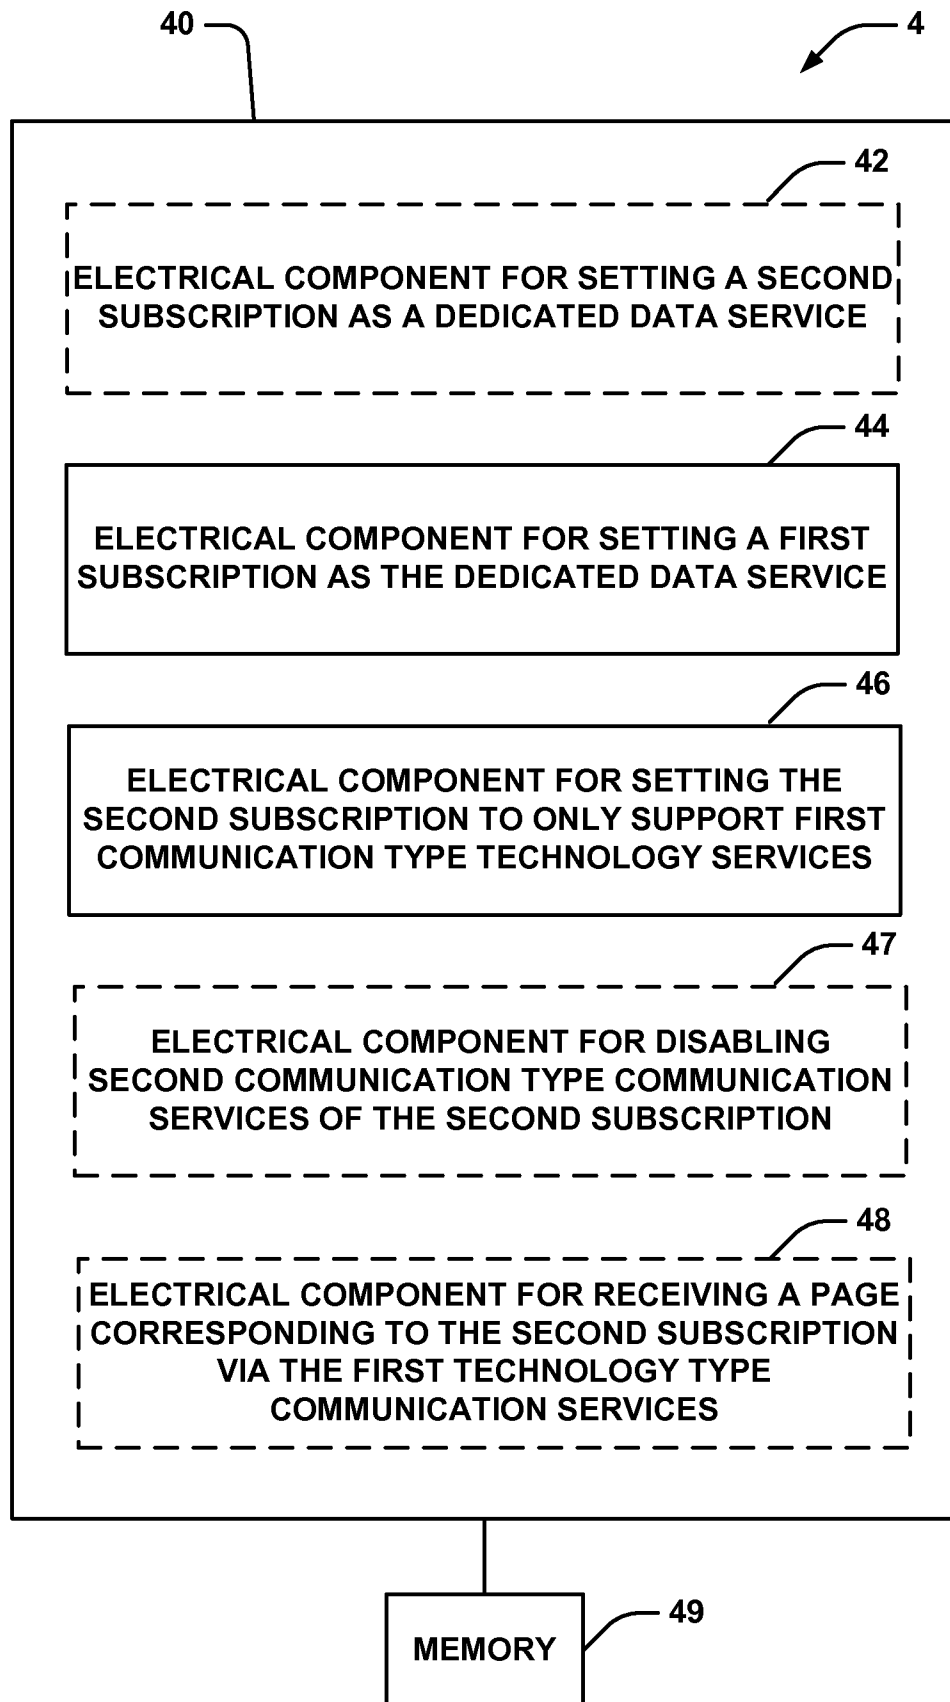 40
4
42
ELECTRICAL COMPONENT FOR SETTING A SECOND
SUBSCRIPTION AS A DEDICATED DATA SERVICE
44
ELECTRICAL COMPONENT FOR SETTING A FIRST
SUBSCRIPTION AS THE DEDICATED DATA SERVICE
46
ELECTRICAL COMPONENT FOR SETTING THE
SECOND SUBSCRIPTION TO ONLY SUPPORT FIRST
COMMUNICATION TYPE TECHNOLOGY SERVICES
47
ELECTRICAL COMPONENT FOR DISABLING
SECOND COMMUNICATION TYPE COMMUNICATION
SERVICES OF THE SECOND SUBSCRIPTION
48
ELECTRICAL COMPONENT FOR RECEIVING A PAGE
CORRESPONDING TO THE SECOND SUBSCRIPTION
VIA THE FIRST TECHNOLOGY TYPE
COMMUNICATION SERVICES
49
MEMORY